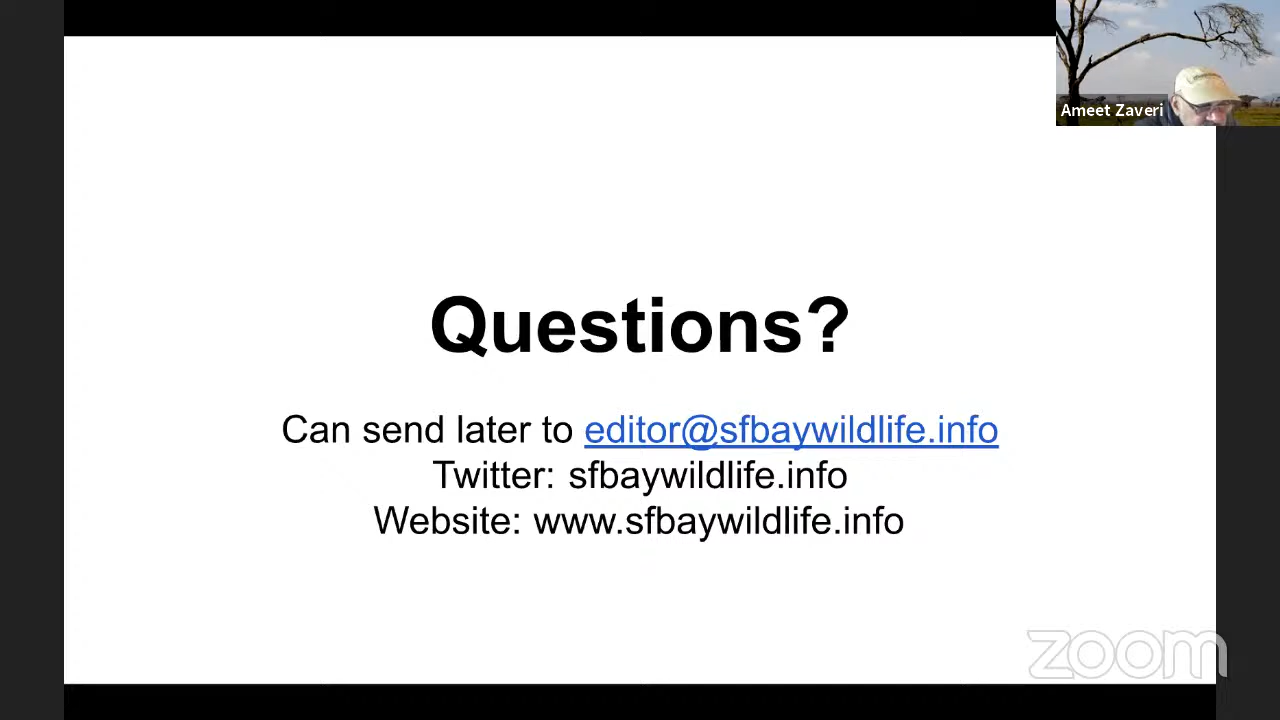 Ameet Zaveri
Questions?
Can send later to editor@sfbaywildlife.info
Twitter: sfbaywildlife.info
Website: www.sfbaywildlife.info
zoom